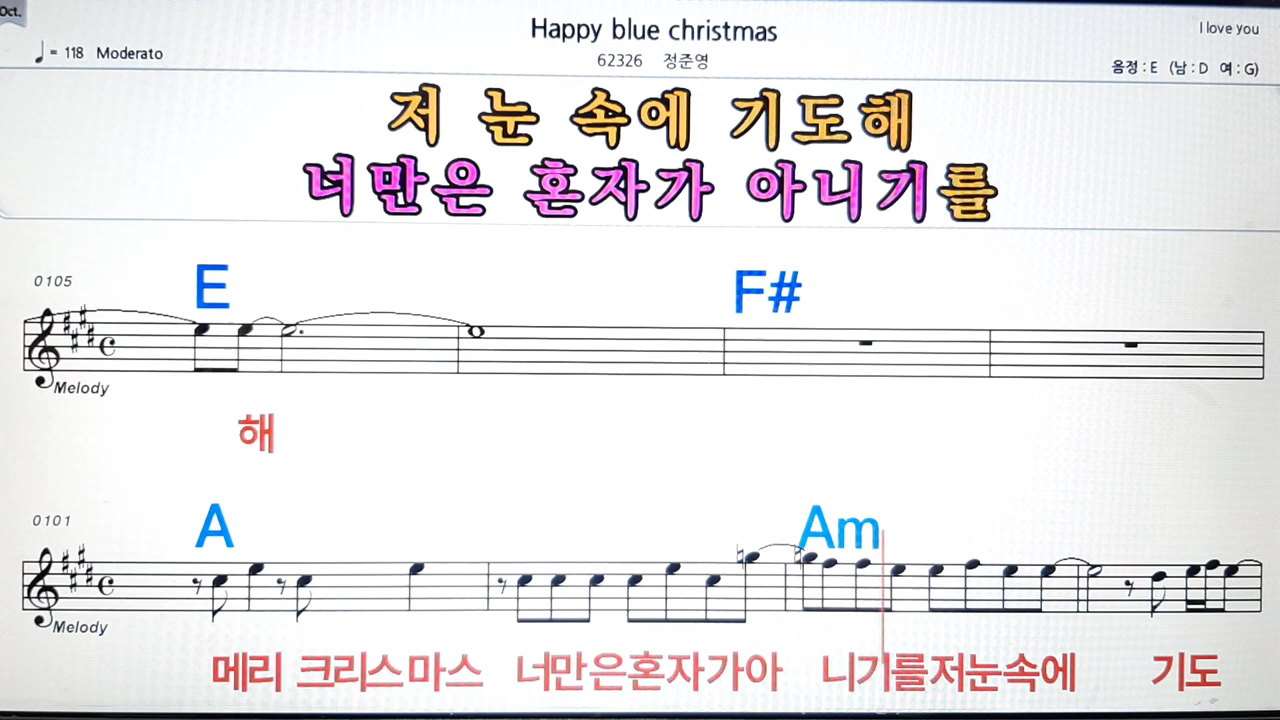 Oct.
Happy blue christmas
I love you
♩ = 118 Moderato
62326 정준영
음정 : E (남 : D 여 : G)
저 눈 속에 기도해
너만은 혼자가 아니기를
0105
E F#
Melody
해
0101
A Am
Melody
메리 크리스마스 너만은혼자가아 니기를저눈속에 기도